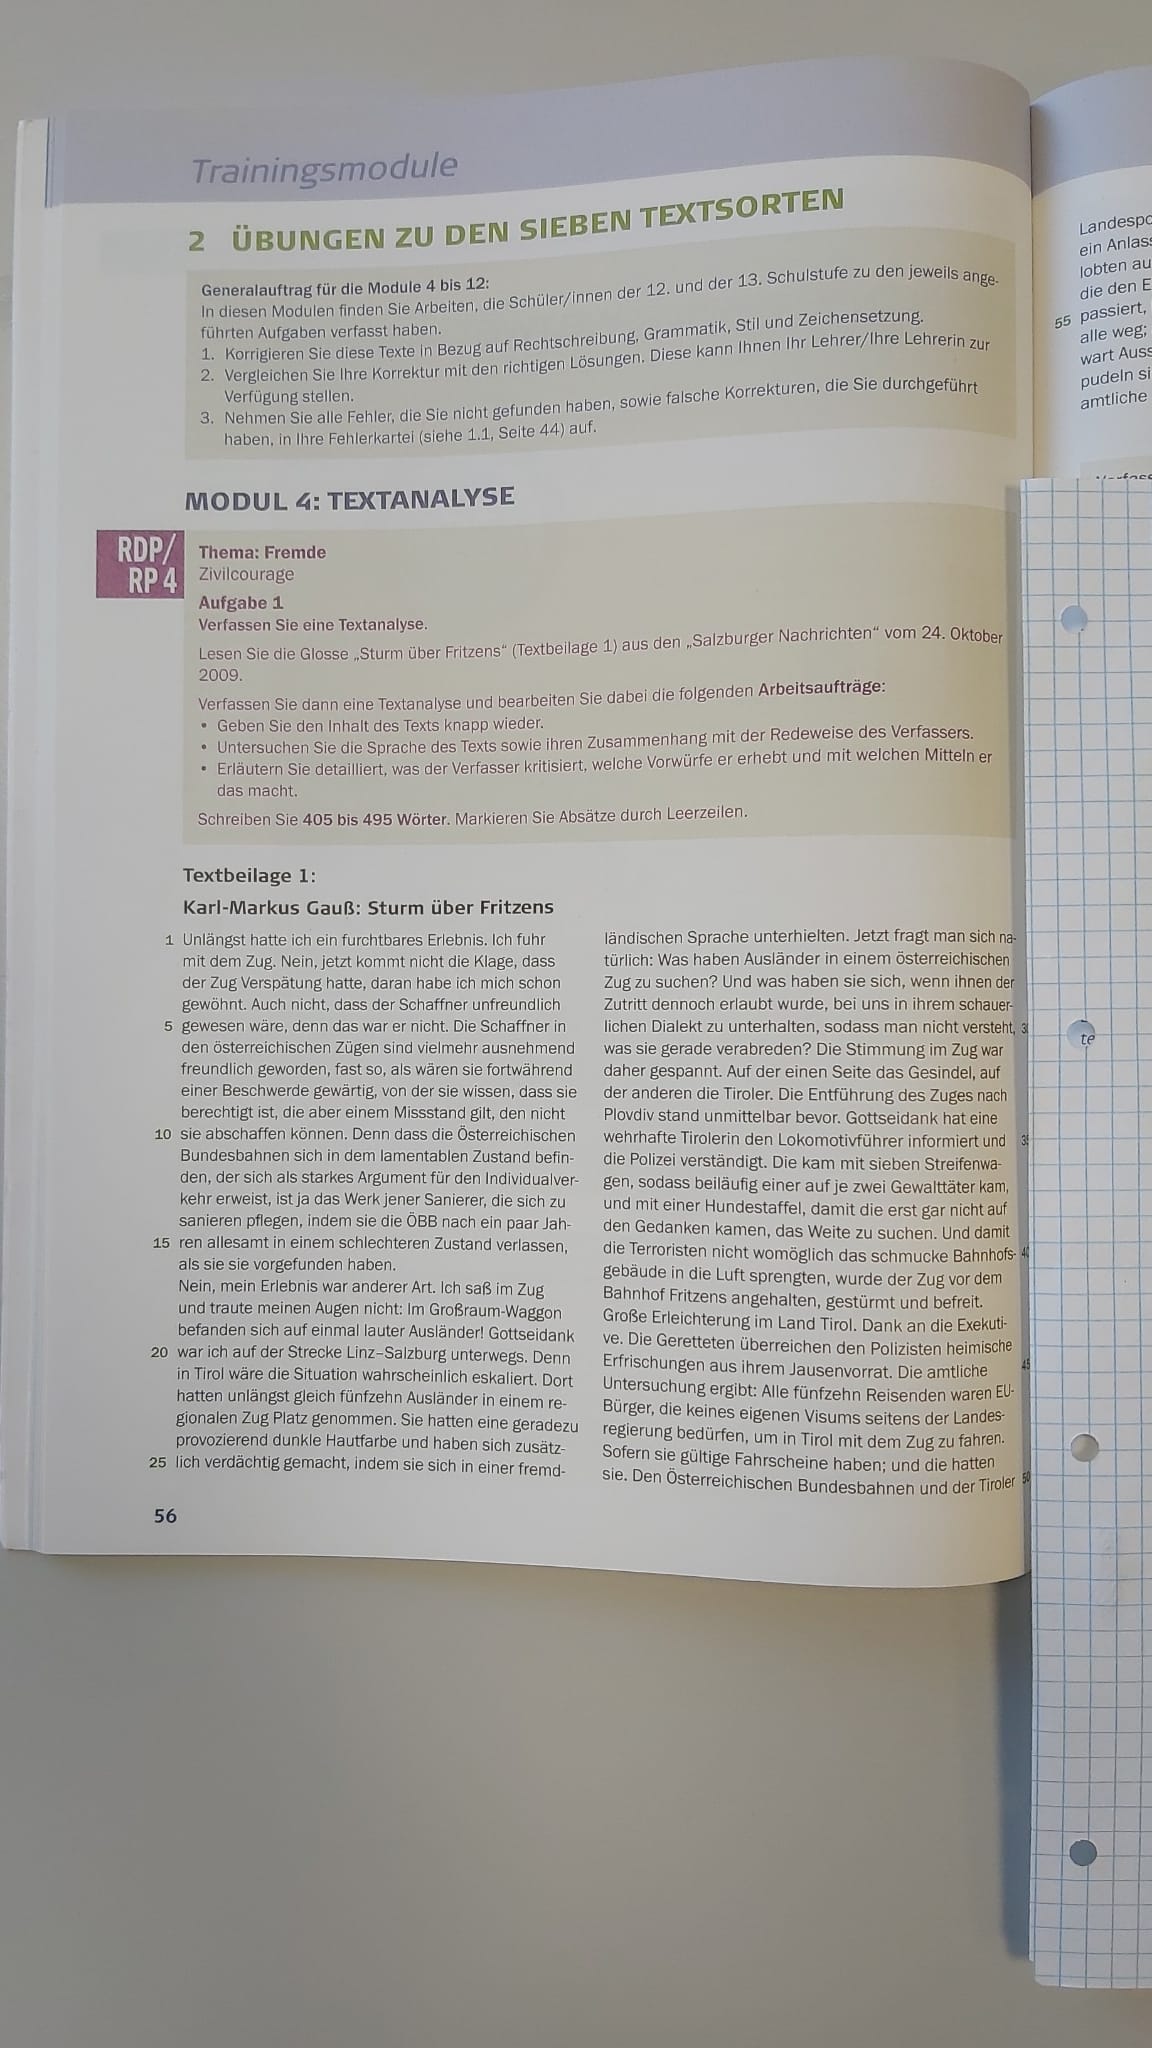 Trainingsmodule
2 ÜBUNGEN ZU DEN SIEBEN TEXTSORTEN
Generalauftrag für die Module 4 bis 12:
In diesen Modulen finden Sie Arbeiten, die Schüler/innen der 12. und der 13. Schulstufe zu den jeweils ange-
führten Aufgaben verfasst haben.
1. Korrigieren Sie diese Texte in Bezug auf Rechtschreibung, Grammatik, Stil und Zeichensetzung.
2. Vergleichen Sie Ihre Korrektur mit den richtigen Lösungen. Diese kann Ihnen Ihr Lehrer/Ihre Lehrerin zur
Verfügung stellen.
3. Nehmen Sie alle Fehler, die Sie nicht gefunden haben, sowie falsche Korrekturen, die Sie durchgeführt
haben, in Ihre Fehlerkartei (siehe 1.1, Seite 44) auf.
MODUL 4: TEXTANALYSE
RDP/
RP 4
Thema: Fremde
Zivilcourage
Aufgabe 1
Verfassen Sie eine Textanalyse.
Lesen Sie die Glosse „Sturm über Fritzens“ (Textbeilage 1) aus den „Salzburger Nachrichten“ vom 24. Oktober
2009.
Verfassen Sie dann eine Textanalyse und bearbeiten Sie dabei die folgenden Arbeitsaufträge:
• Geben Sie den Inhalt des Texts knapp wieder.
• Untersuchen Sie die Sprache des Texts sowie ihren Zusammenhang mit der Redeweise des Verfassers.
• Erläutern Sie detailliert, was der Verfasser kritisiert, welche Vorwürfe er erhebt und mit welchen Mitteln er
das macht.
Schreiben Sie 405 bis 495 Wörter. Markieren Sie Absätze durch Leerzeilen.
Textbeilage 1:
Karl-Markus Gauß: Sturm über Fritzens
1 Unlängst hatte ich ein furchtbares Erlebnis. Ich fuhr
mit dem Zug. Nein, jetzt kommt nicht die Klage, dass
der Zug Verspätung hatte, daran habe ich mich schon
gewöhnt. Auch nicht, dass der Schaffner unfreundlich
5 gewesen wäre, denn das war er nicht. Die Schaffner in
den österreichischen Zügen sind vielmehr ausnehmend
freundlich geworden, fast so, als wären sie fortwährend
einer Beschwerde gewärtig, von der sie wissen, dass sie
berechtigt ist, die aber einem Missstand gilt, den nicht
10 sie abschaffen können. Denn dass die Österreichischen
Bundesbahnen sich in dem lamentablen Zustand befin-
den, der sich als starkes Argument für den Individualver-
kehr erweist, ist ja das Werk jener Sanierer, die sich zu
sanieren pflegen, indem sie die ÖBB nach ein paar Jah-
15 ren allesamt in einem schlechteren Zustand verlassen,
als sie sie vorgefunden haben.
Nein, mein Erlebnis war anderer Art. Ich saß im Zug
und traute meinen Augen nicht: Im Großraum-Waggon
befanden sich auf einmal lauter Ausländer! Gottseidank
20 war ich auf der Strecke Linz–Salzburg unterwegs. Denn
in Tirol wäre die Situation wahrscheinlich eskaliert. Dort
hatten unlängst gleich fünfzehn Ausländer in einem re-
gionalen Zug Platz genommen. Sie hatten eine geradezu
provozierend dunkle Hautfarbe und haben sich zusätz-
25 lich verdächtig gemacht, indem sie sich in einer fremd-
ländischen Sprache unterhielten. Jetzt fragt man sich na-
türlich: Was haben Ausländer in einem österreichischen
Zug zu suchen? Und was haben sie sich, wenn ihnen der
Zutritt dennoch erlaubt wurde, bei uns in ihrem schauer-
lichen Dialekt zu unterhalten, sodass man nicht versteht, 30
was sie gerade verabreden? Die Stimmung im Zug war
daher gespannt. Auf der einen Seite das Gesindel, auf
der anderen die Tiroler. Die Entführung des Zuges nach
Plovdiv stand unmittelbar bevor. Gottseidank hat eine
wehrhafte Tirolerin den Lokomotivführer informiert und 35
die Polizei verständigt. Die kam mit sieben Streifenwa-
gen, sodass beiläufig einer auf je zwei Gewalttäter kam,
und mit einer Hundestaffel, damit die erst gar nicht auf
den Gedanken kamen, das Weite zu suchen. Und damit
die Terroristen nicht womöglich das schmucke Bahnhofs- 40
gebäude in die Luft sprengten, wurde der Zug vor dem
Bahnhof Fritzens angehalten, gestürmt und befreit.
Große Erleichterung im Land Tirol. Dank an die Exekuti-
ve. Die Geretteten überreichen den Polizisten heimische
Erfrischungen aus ihrem Jausenvorrat. Die amtliche 45
Untersuchung ergibt: Alle fünfzehn Reisenden waren EU-
Bürger, die keines eigenen Visums seitens der Landes-
regierung bedürfen, um in Tirol mit dem Zug zu fahren.
Sofern sie gültige Fahrscheine haben; und die hatten
sie. Den Österreichischen Bundesbahnen und der Tiroler 50
56
Landespo
ein Anlas
lobten au
die den E
55 passiert,
alle weg;
wart Auss
pudeln si
amtliche
te